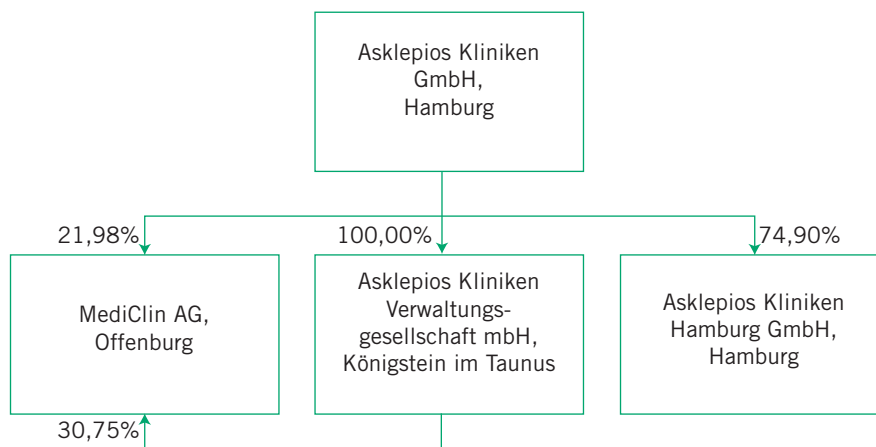 Asklepios Kliniken
GmbH,
Hamburg
21,98%
100,00%
74,90%
MediClin AG,
Offenburg
Asklepios Kliniken
Verwaltungs-
gesellschaft mbH,
Königstein im Taunus
Asklepios Kliniken
Hamburg GmbH,
Hamburg
30,75%